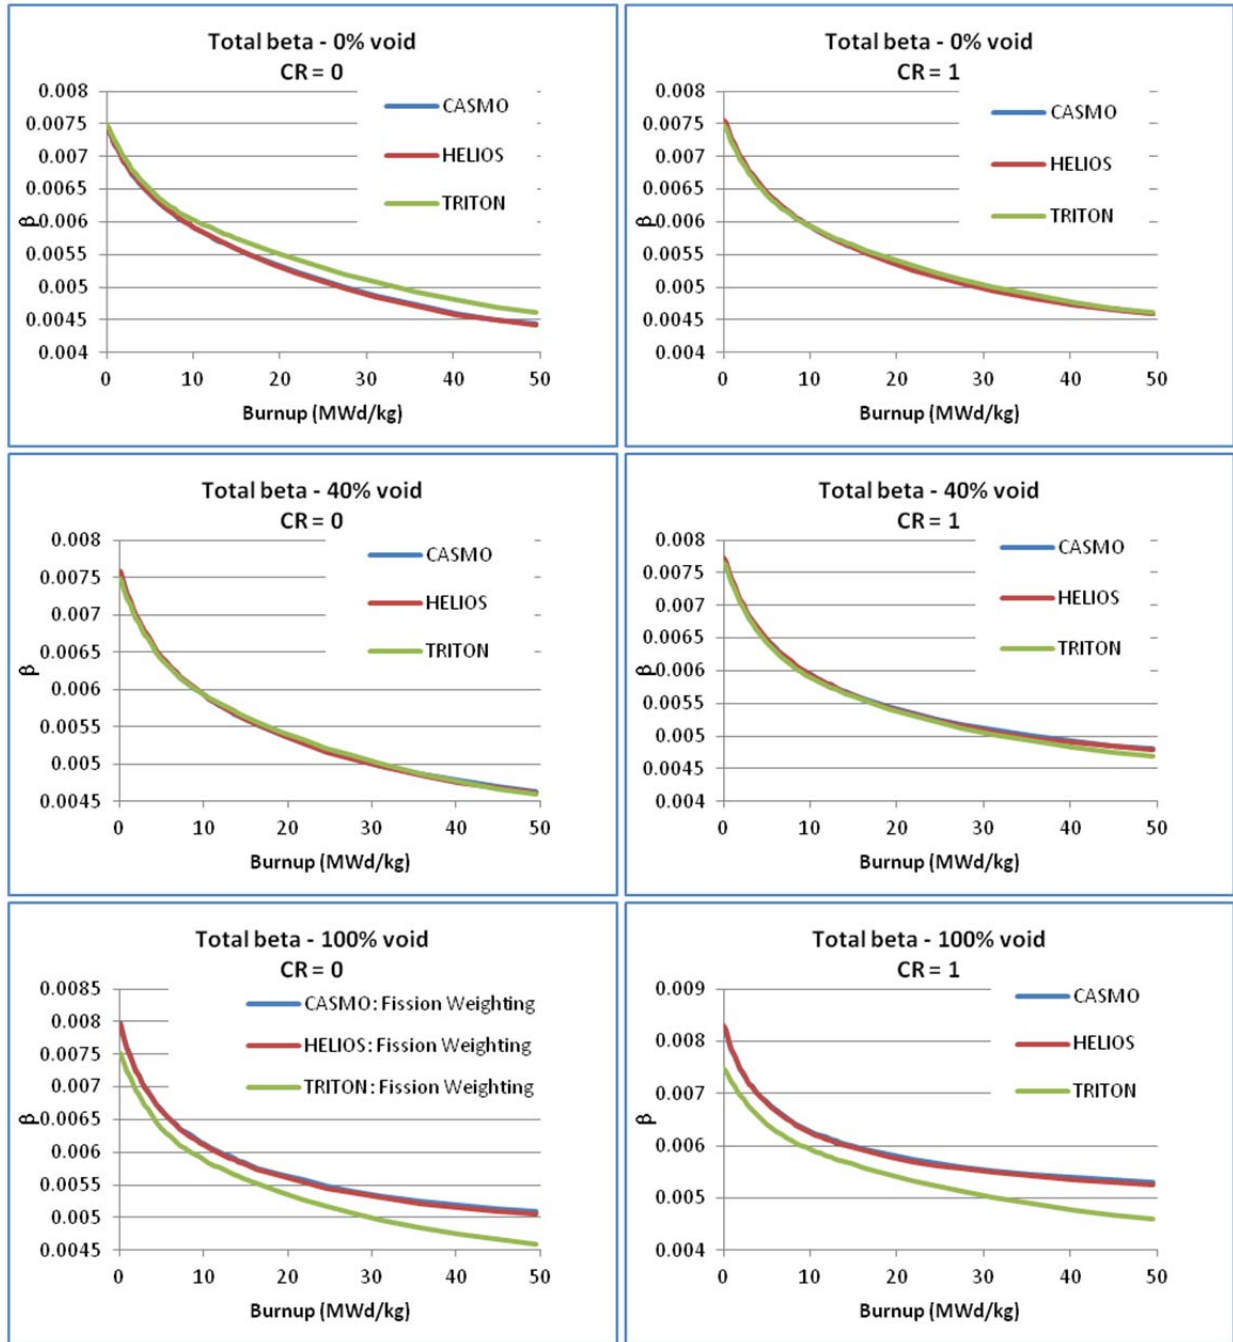 Total beta - 0% void
CR = 0
0.008
0.0075
0.007
0.0065
0.006
0.0055
0.005
0.0045
0.004
β
CASMO
HELIOS
TRITON
0 10 20 30 40 50
Burnup (MWd/kg)
Total beta - 0% void
CR = 1
0.008
0.0075
0.007
0.0065
0.006
0.0055
0.005
0.0045
0.004
β
CASMO
HELIOS
TRITON
0 10 20 30 40 50
Burnup (MWd/kg)
Total beta - 40% void
CR = 0
0.008
0.0075
0.007
0.0065
0.006
0.0055
0.005
0.0045
β
CASMO
HELIOS
TRITON
0 10 20 30 40 50
Burnup (MWd/kg)
Total beta - 40% void
CR = 1
0.008
0.0075
0.007
0.0065
0.006
0.0055
0.005
0.0045
0.004
β
CASMO
HELIOS
TRITON
0 10 20 30 40 50
Burnup (MWd/kg)
Total beta - 100% void
CR = 0
0.0085
0.008
0.0075
0.007
0.0065
0.006
0.0055
0.005
0.0045
β
CASMO: Fission Weighting
HELIOS: Fission Weighting
TRITON: Fission Weighting
0 10 20 30 40 50
Burnup (MWd/kg)
Total beta - 100% void
CR = 1
0.009
0.008
0.007
0.006
0.005
0.004
β
CASMO
HELIOS
TRITON
0 10 20 30 40 50
Burnup (MWd/kg)